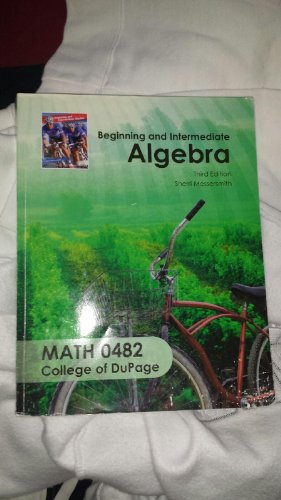 Beginning and Intermediate
Algebra
Third Edition
Sherri Messersmith
MATH 0482
College of DuPage